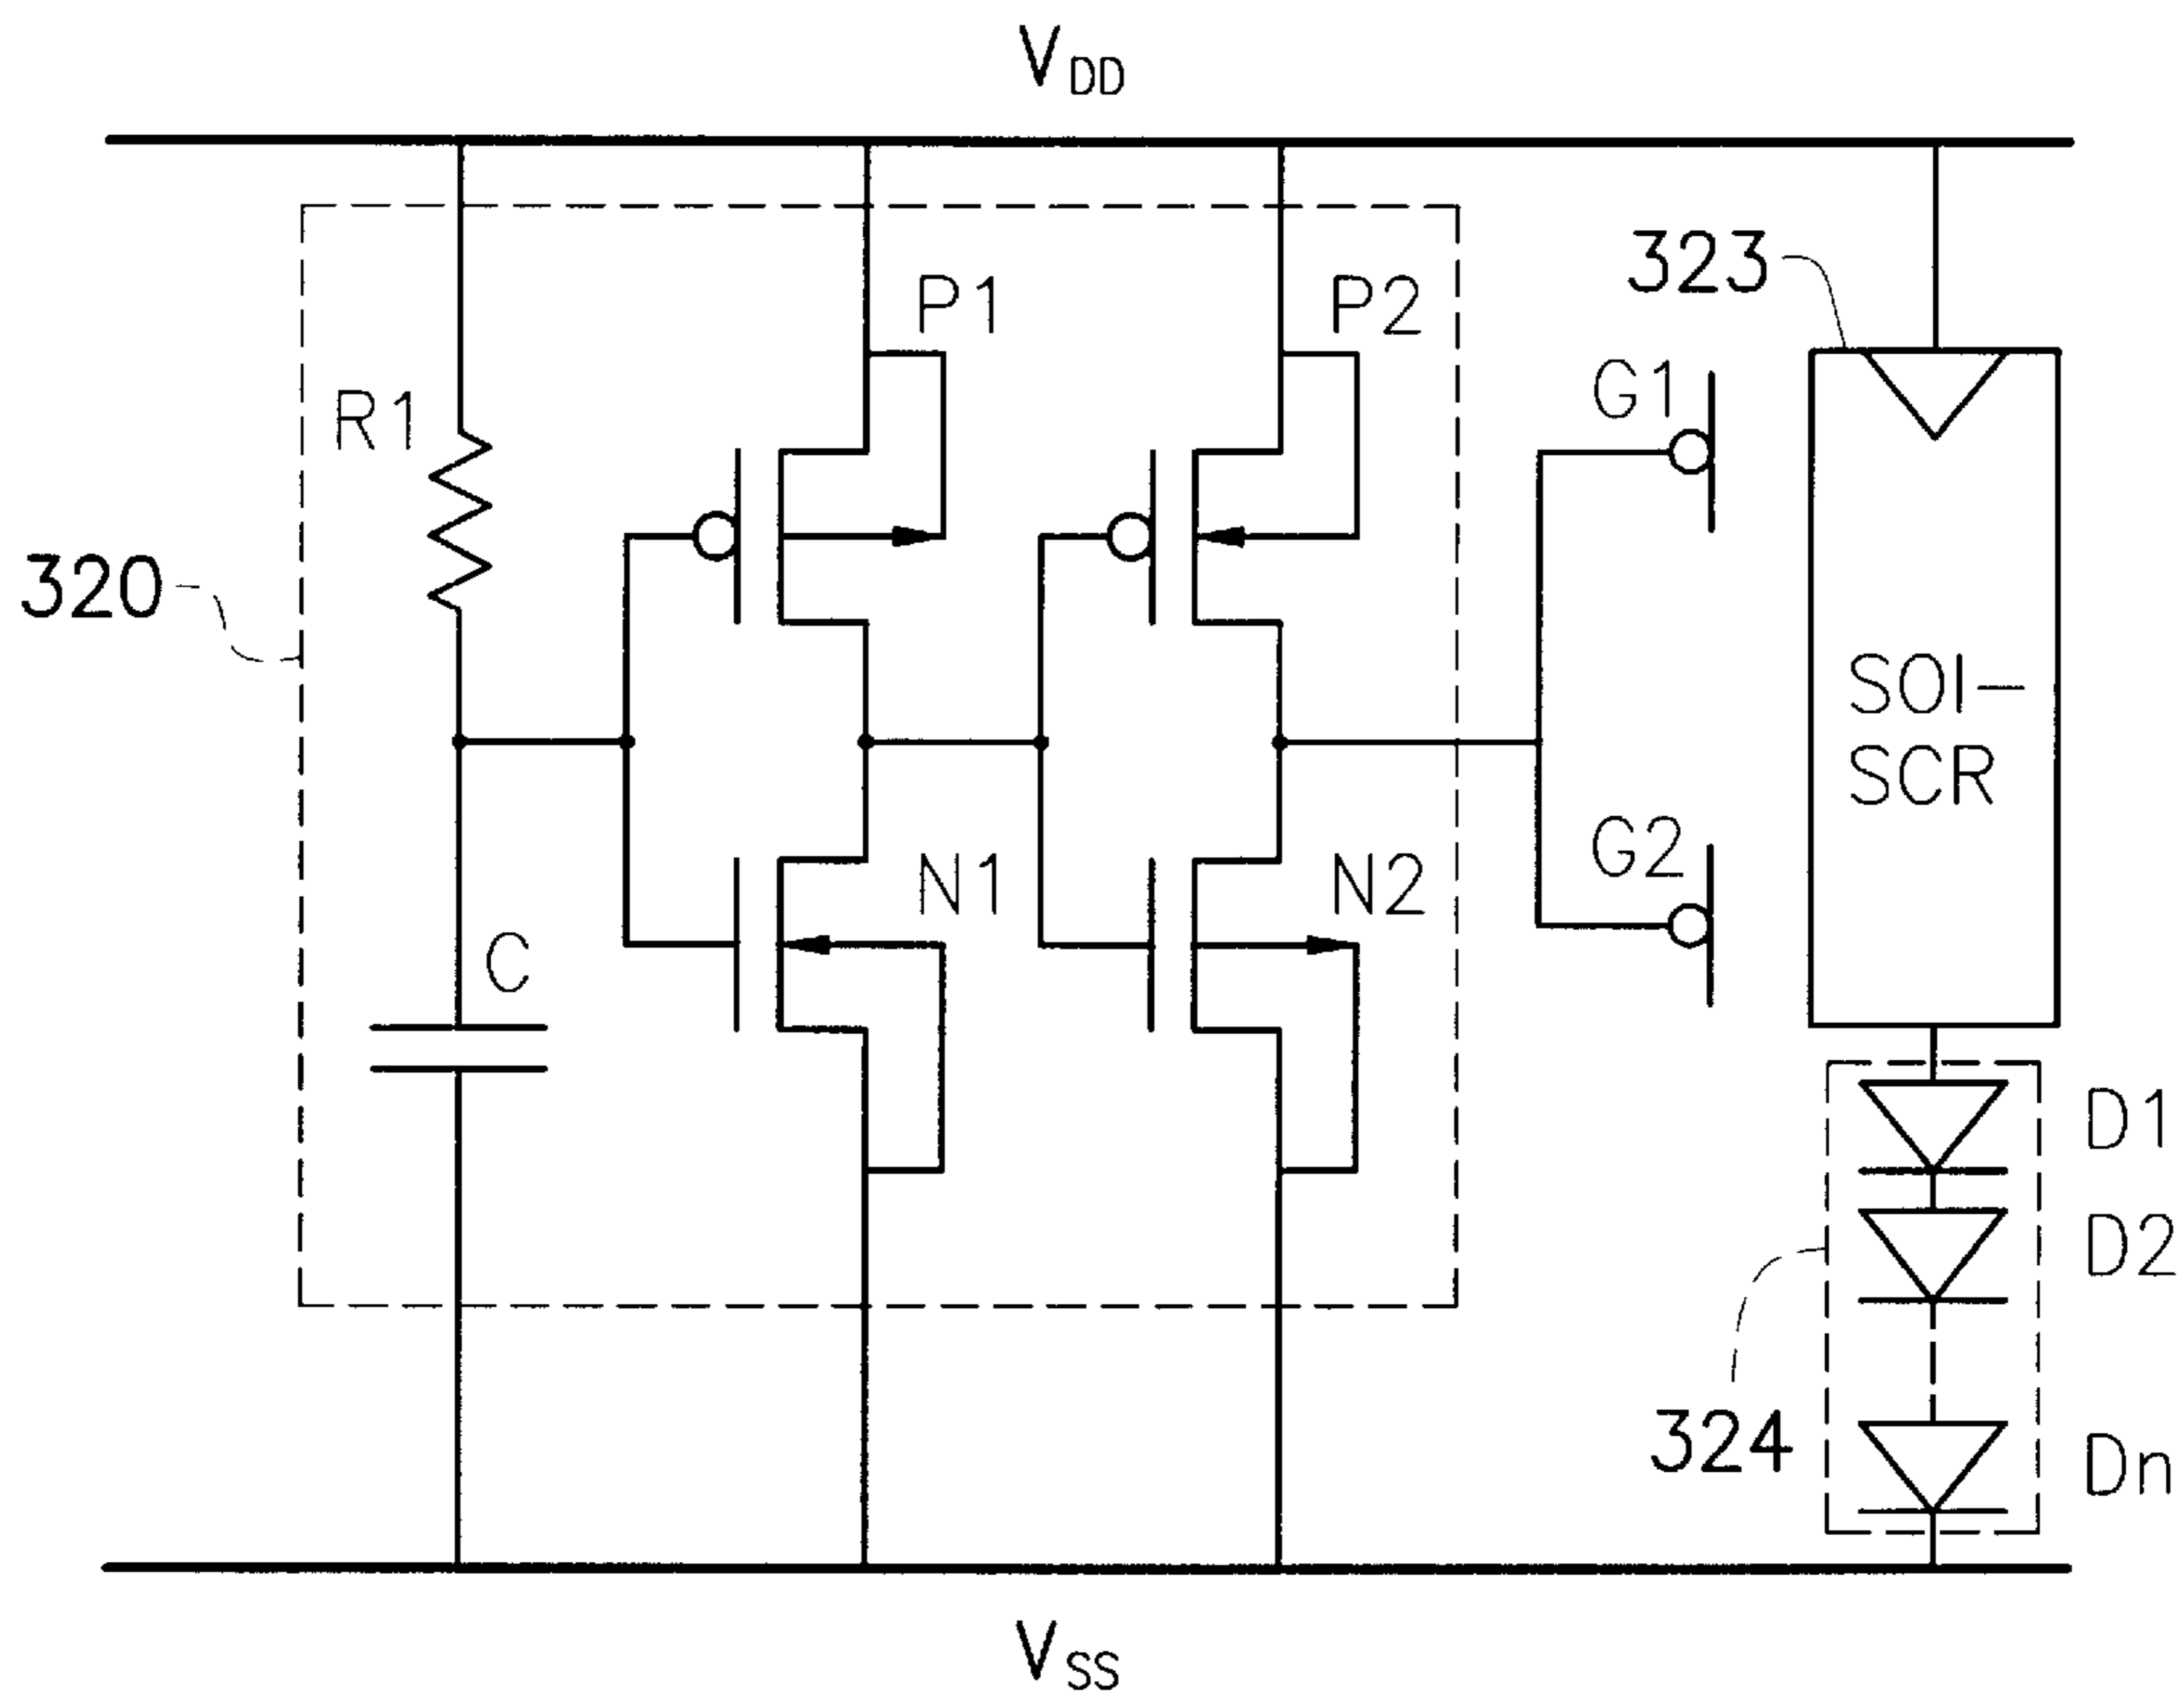 VDD
323
P1
P2
G1
R1
320
SOI-
SCR
G2
N1
N2
C
D1
D2
324
Dn
VSS